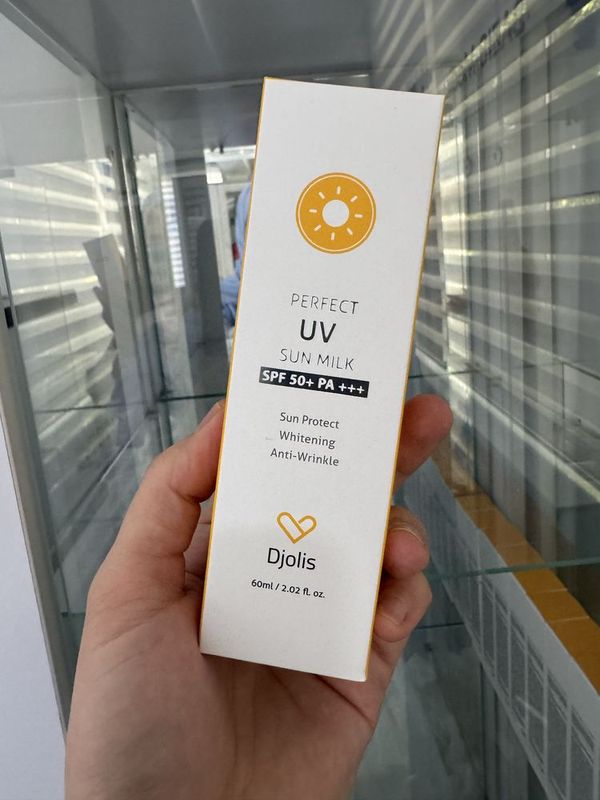 PERFECT
UV
SUN MILK
SPF 50+ PA +++
Sun Protect
Whitening
Anti-Wrinkle
Djolis
60ml / 2.02 fl. oz.